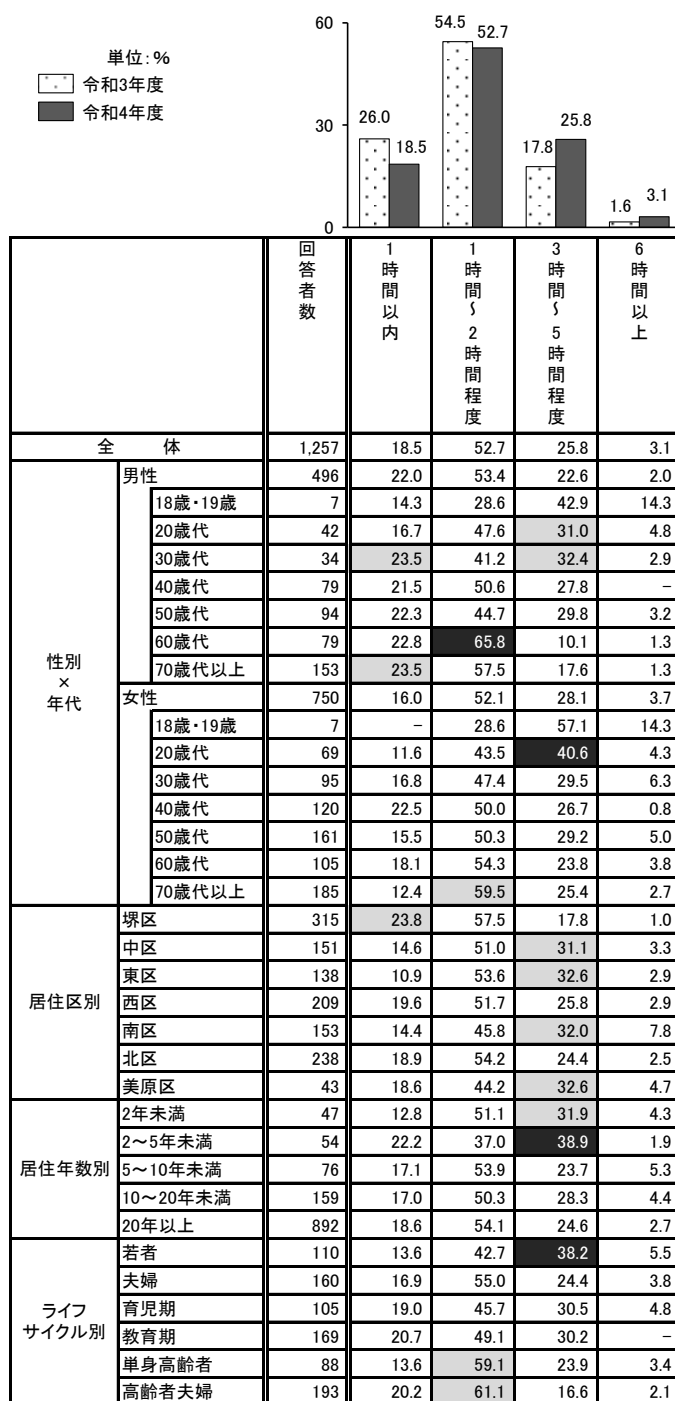 単位:%
令和3年度
令和4年度
60
30
0
26.0 18.5 54.5 52.7 17.8 25.8 1.6 3.1
回答者数 1時間以内 1時間~2時間程度 3時間~5時間程度 6時間以上
全体 1,257 18.5 52.7 25.8 3.1
性別×年代
男性 496 22.0 53.4 22.6 2.0
18歳・19歳 7 14.3 28.6 42.9 14.3
20歳代 42 16.7 47.6 31.0 4.8
30歳代 34 23.5 41.2 32.4 2.9
40歳代 79 21.5 50.6 27.8 -
50歳代 94 22.3 44.7 29.8 3.2
60歳代 79 22.8 65.8 10.1 1.3
70歳代以上 153 23.5 57.5 17.6 1.3
女性 750 16.0 52.1 28.1 3.7
18歳・19歳 7 - 28.6 57.1 14.3
20歳代 69 11.6 43.5 40.6 4.3
30歳代 95 16.8 47.4 29.5 6.3
40歳代 120 22.5 50.0 26.7 0.8
50歳代 161 15.5 50.3 29.2 5.0
60歳代 105 18.1 54.3 23.8 3.8
70歳代以上 185 12.4 59.5 25.4 2.7
居住区別
堺区 315 23.8 57.5 17.8 1.0
中区 151 14.6 51.0 31.1 3.3
東区 138 10.9 53.6 32.6 2.9
西区 209 19.6 51.7 25.8 2.9
南区 153 14.4 45.8 32.0 7.8
北区 238 18.9 54.2 24.4 2.5
美原区 43 18.6 44.2 32.6 4.7
居住年数別
2年未満 47 12.8 51.1 31.9 4.3
2~5年未満 54 22.2 37.0 38.9 1.9
5~10年未満 76 17.1 53.9 23.7 5.3
10~20年未満 159 17.0 50.3 28.3 4.4
20年以上 892 18.6 54.1 24.6 2.7
ライフサイクル別
若者 110 13.6 42.7 38.2 5.5
夫婦 160 16.9 55.0 24.4 3.8
育児期 105 19.0 45.7 30.5 4.8
教育期 169 20.7 49.1 30.2 -
単身高齢者 88 13.6 59.1 23.9 3.4
高齢者夫婦 193 20.2 61.1 16.6 2.1